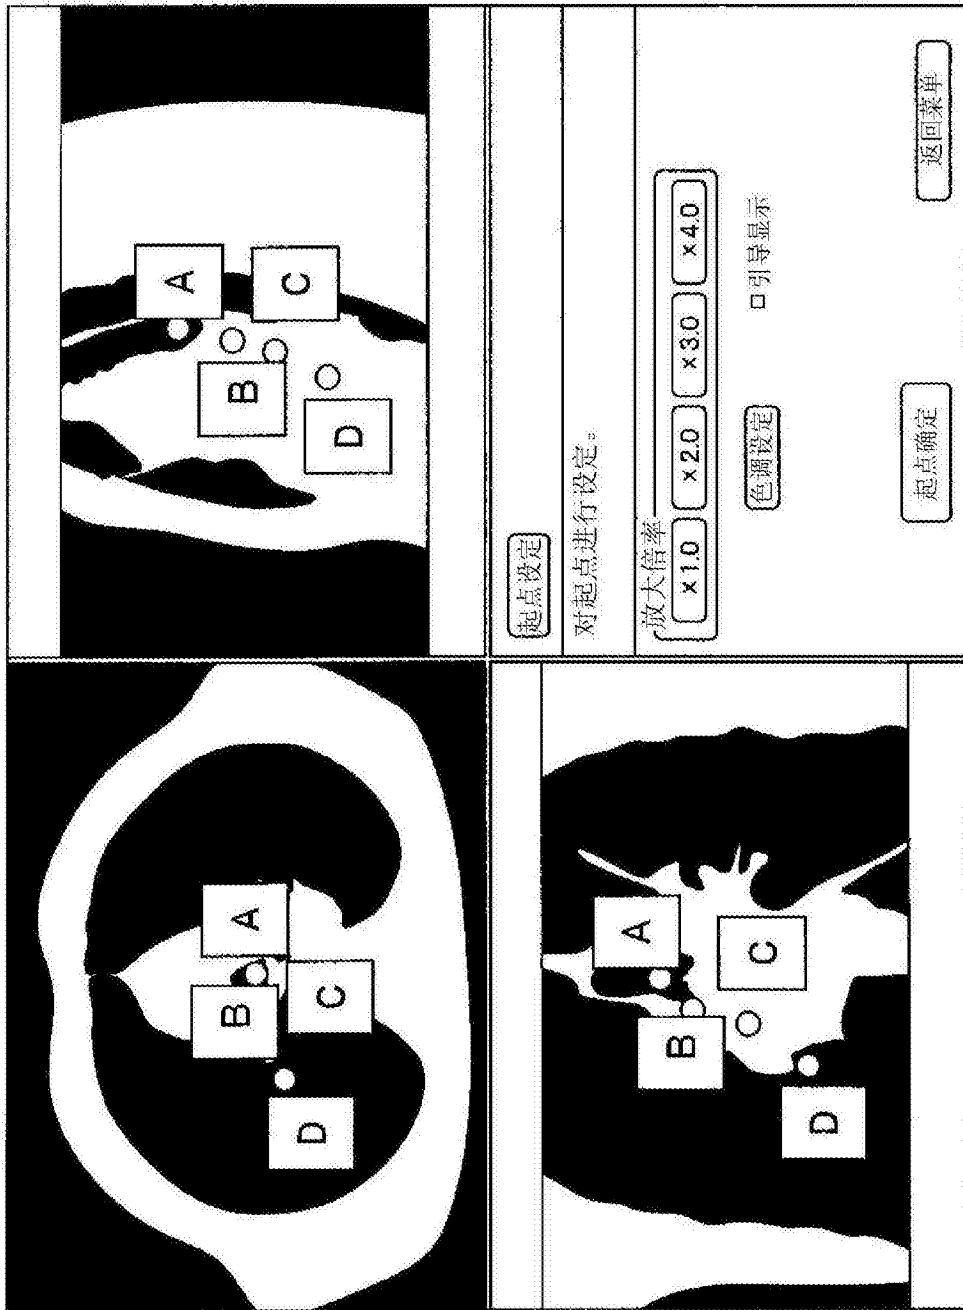 B A
D C
A
B
C
D
A
B
C
D
起点设定
对起点进行设定。
放大倍率
×1.0 ×2.0 ×3.0 ×4.0
色调设定 引导显示
起点确定 返回菜单